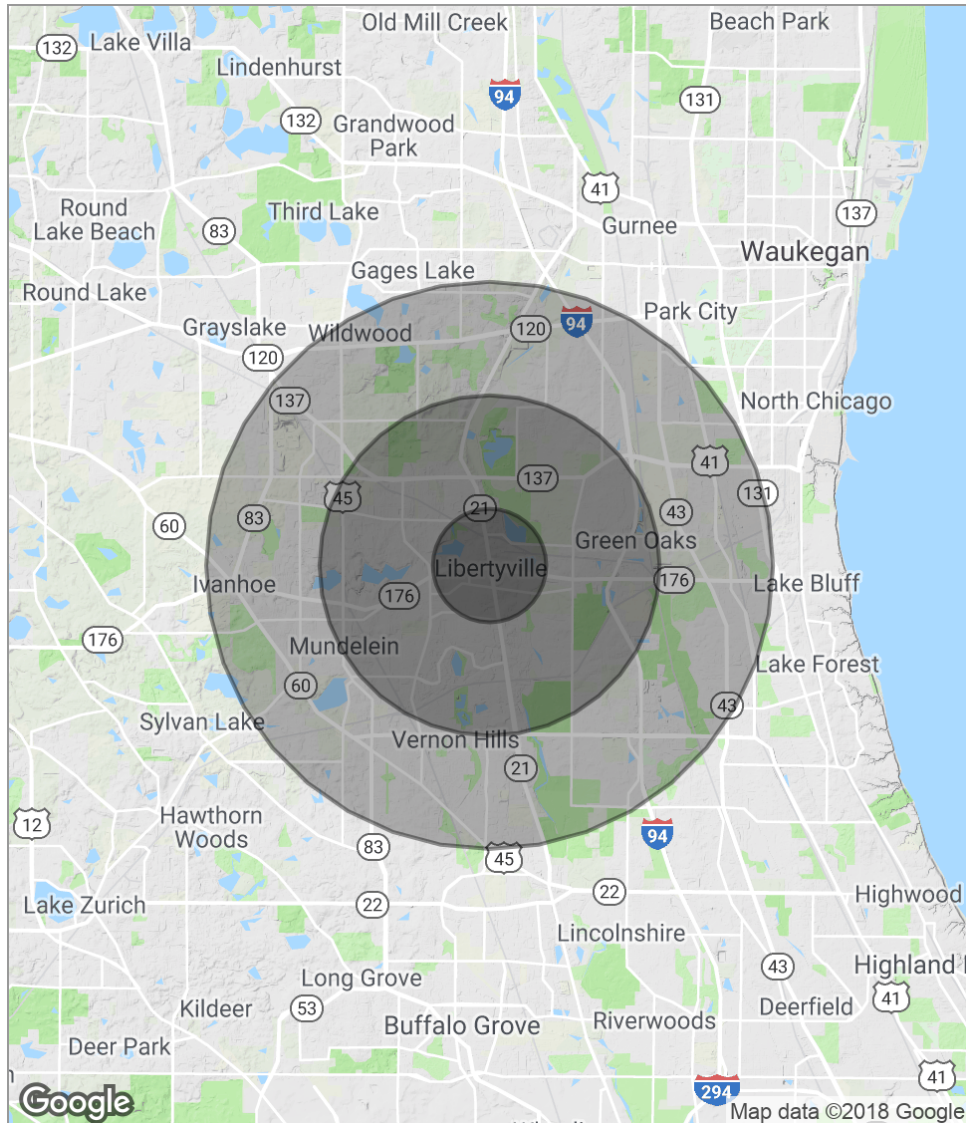 Old Mill Creek
Beach Park
132
Lake Villa
Lindenhurst
94
131
132
Grandwood
Park
41
Round
Lake Beach
83
Third Lake
Gurnee
137
Waukegan
Gages Lake
Round Lake
Park City
Grayslake
Wildwood
120
94
120
137
North Chicago
41
137
45
131
21
43
83
60
Green Oaks
Libertyville
176
Ivanhoe
176
Lake Bluff
176
Mundelein
Lake Forest
60
43
Sylvan Lake
Vernon Hills
21
Hawthorn
Woods
12
94
83
45
22
22
Highwood
Lake Zurich
Lincolnshire
43
Highland
Long Grove
53
Kildeer
41
Deerfield
Buffalo Grove
Riverwoods
Deer Park
41
294
Google
Map data ©2018 Google